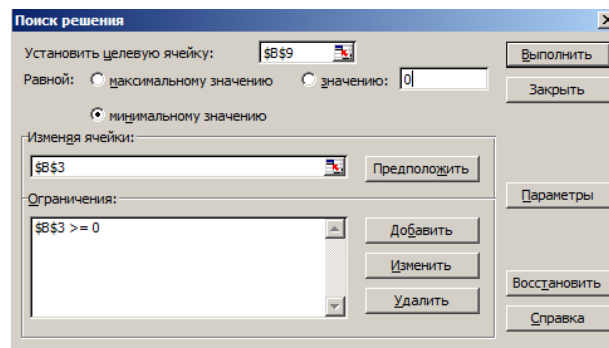 Поиск решения
Установить целевую ячейку: $B$9
Выполнить
Равной: максимальному значению значению: 0
Закрыть
минимальному значению
Изменяя ячейки:
$B$3 Предположить
Ограничения:
Параметры
$B$3 >= 0
Добавить
Изменить
Удалить
Восстановить
Справка